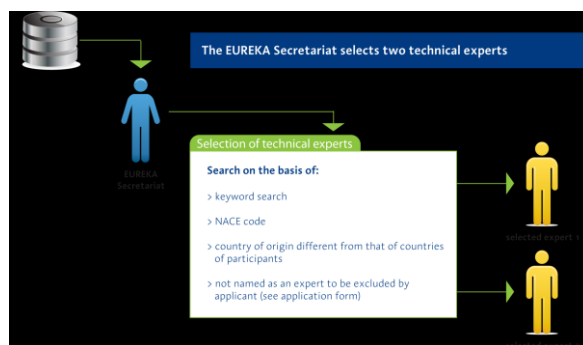 The EUREKA Secretariat selects two technical experts
EUREKA
Secretariat
Selection of technical experts
Search on the basis of:
> keyword search
> NACE code
> country of origin different from that of countries
of participants
> not named as an expert to be excluded by
applicant (see application form)
selected expert 1